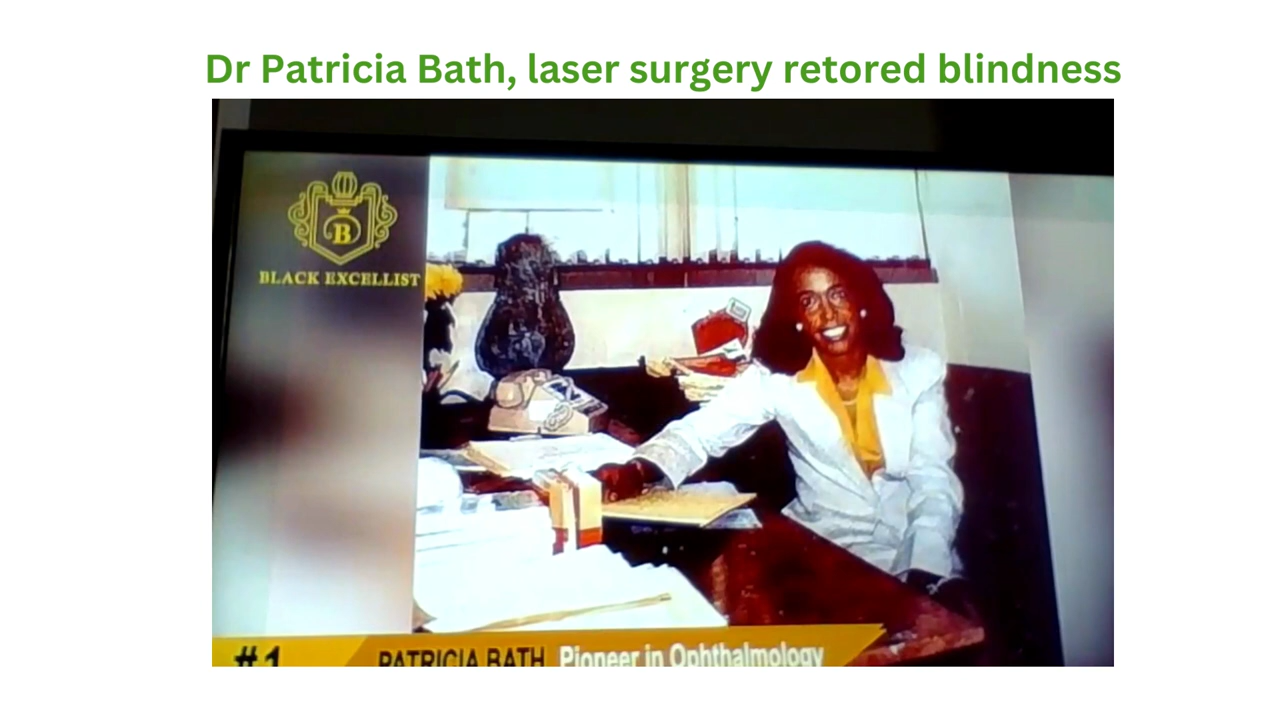 Dr Patricia Bath, laser surgery retored blindness
B
BLACK EXCELLIST
#1 PATRICIA BATH Pioneer in Ophthalmology